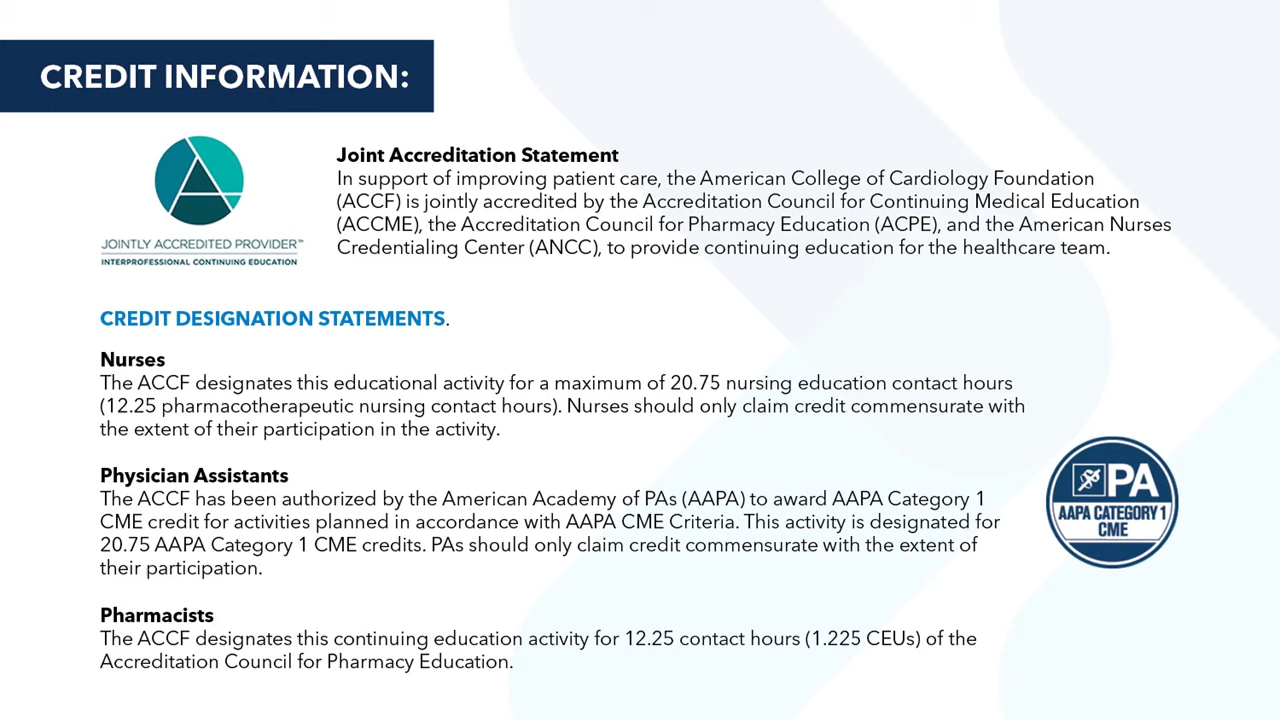 CREDIT INFORMATION:
JOINTLY ACCREDITED PROVIDER™
INTERPROFESSIONAL CONTINUING EDUCATION
Joint Accreditation Statement
In support of improving patient care, the American College of Cardiology Foundation
(ACCF) is jointly accredited by the Accreditation Council for Continuing Medical Education
(ACCME), the Accreditation Council for Pharmacy Education (ACPE), and the American Nurses
Credentialing Center (ANCC), to provide continuing education for the healthcare team.
CREDIT DESIGNATION STATEMENTS.
Nurses
The ACCF designates this educational activity for a maximum of 20.75 nursing education contact hours
(12.25 pharmacotherapeutic nursing contact hours). Nurses should only claim credit commensurate with
the extent of their participation in the activity.
Physician Assistants
The ACCF has been authorized by the American Academy of PAs (AAPA) to award AAPA Category 1
CME credit for activities planned in accordance with AAPA CME Criteria. This activity is designated for
20.75 AAPA Category 1 CME credits. PAs should only claim credit commensurate with the extent of
their participation.
PA
AAPA CATEGORY 1
CME
Pharmacists
The ACCF designates this continuing education activity for 12.25 contact hours (1.225 CEUs) of the
Accreditation Council for Pharmacy Education.